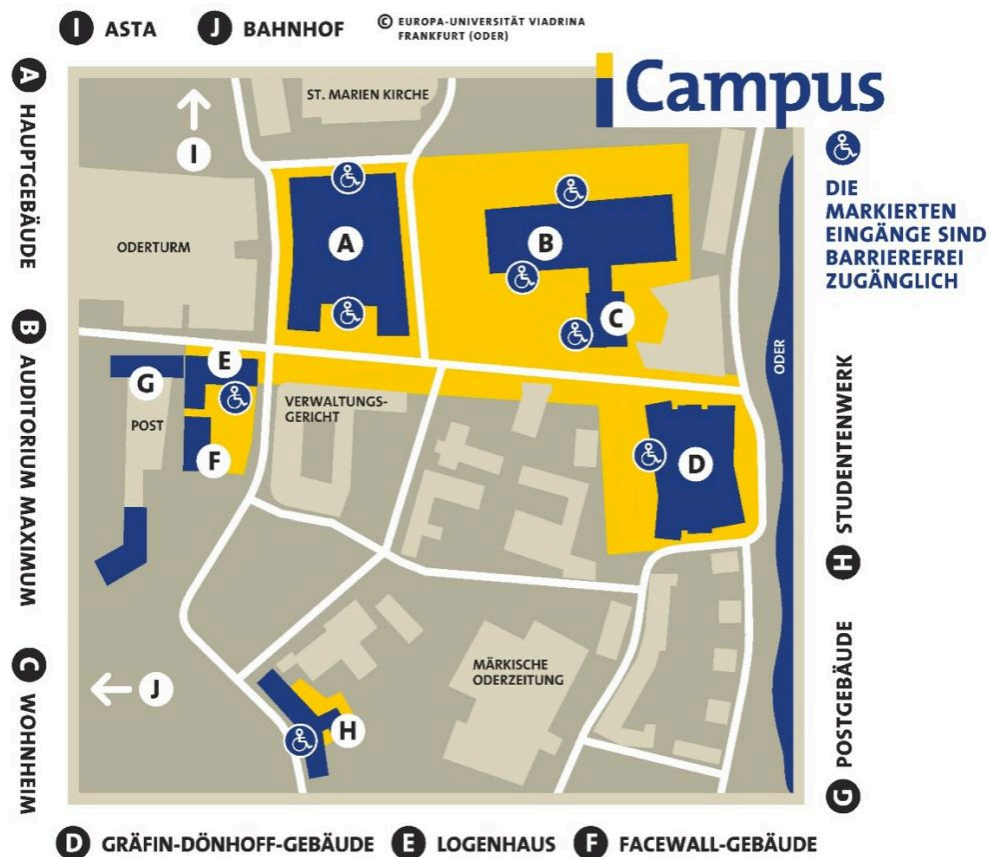 I ASTA
J BAHNHOF
© EUROPA-UNIVERSITÄT VIADRINA
FRANKFURT (ODER)
Campus
DIE
MARKIERTEN
EINGÄNGE SIND
BARRIEREFREI
ZUGÄNGLICH
A HAUPTGEBÄUDE
B AUDITORIUM MAXIMUM
C WOHNHEIM
ST. MARIEN KIRCHE
I
ODERTURM
A
B
C
ODER
E
G
VERWALTUNGS-
GERICHT
POST
F
D
MÄRKISCHE
ODERZEITUNG
J
H
H STUDENTENWERK
G POSTGEBÄUDE
D GRÄFIN-DÖNHOFF-GEBÄUDE
E LOGENHAUS
F FACEWALL-GEBÄUDE